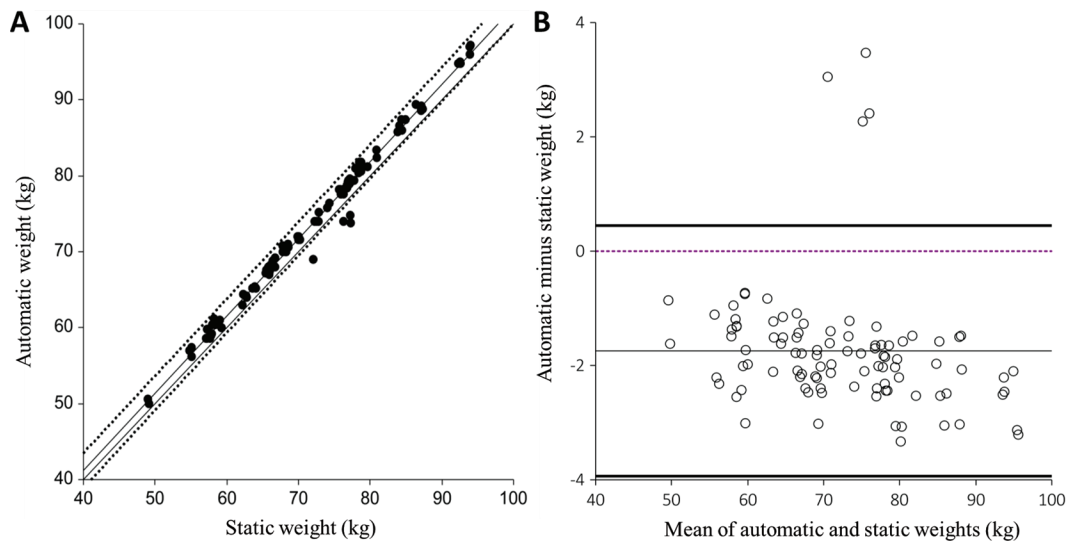 A
100
90
80
70
60
50
40
40 50 60 70 80 90 100
Automatic weight (kg)
Static weight (kg)
B
4
2
0
-2
-4
40 50 60 70 80 90 100
Automatic minus static weight (kg)
Mean of automatic and static weights (kg)